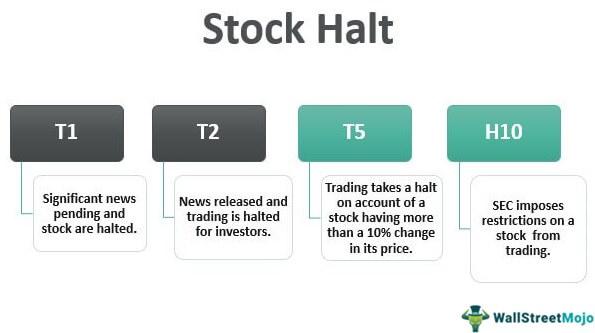 Stock Halt
T1
T2
T5
H10
Significant news
pending and
stock are halted.
News released and
trading is halted
for investors.
Trading takes a halt
on account of a
stock having more
than a 10% change
in its price.
SEC imposes
restrictions on a
stock from
trading.
WallStreetMojo